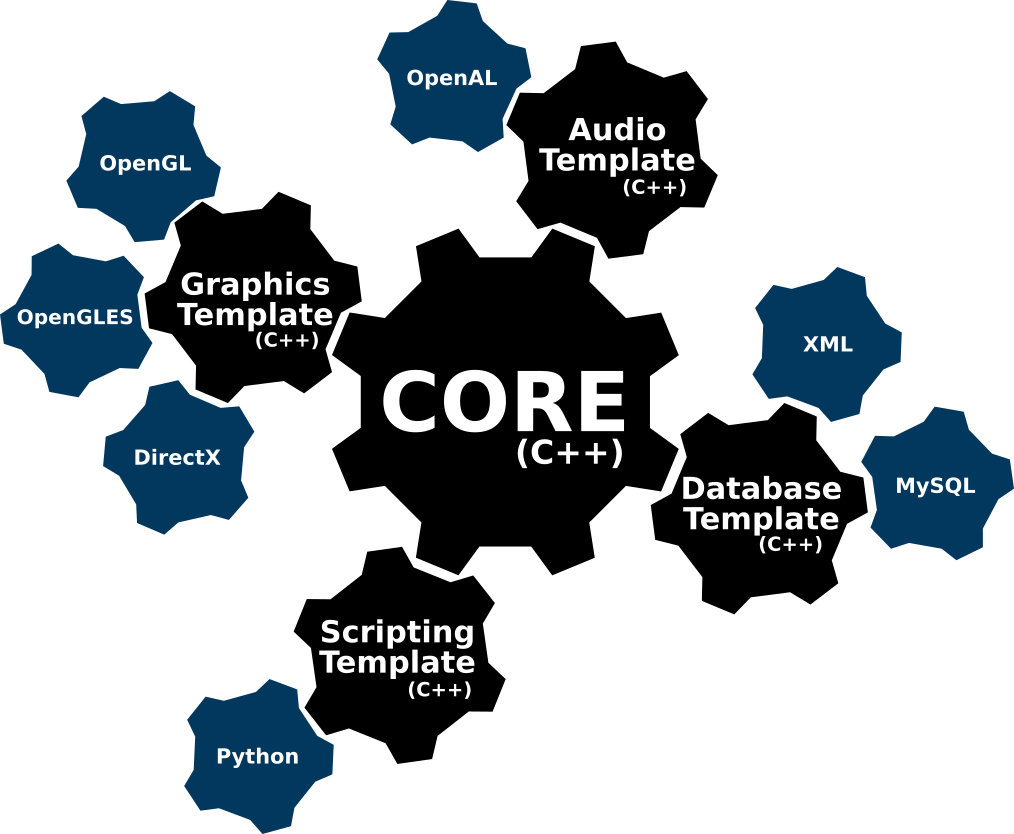 OpenAL
Audio
Template
(C++)
OpenGL
Graphics
Template
(C++)
OpenGLES
DirectX
CORE
(C++)
XML
Database
Template
(C++)
MySQL
Scripting
Template
(C++)
Python